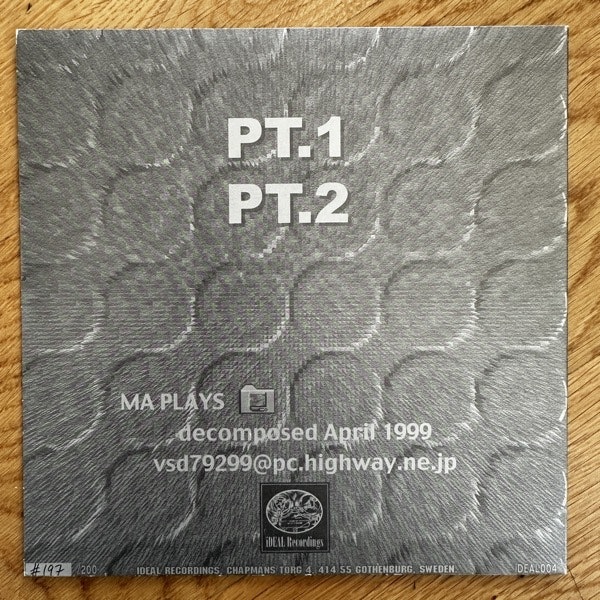 PT.1
PT.2
MA PLAYS
decomposed April 1999
vsd79299@pc.highway.ne.jp
iDEAL Recordings
#197 /200 IDEAL RECORDINGS, CHAPMANS TORG 4, 414 55 GOTHENBURG, SWEDEN. IDEAL004